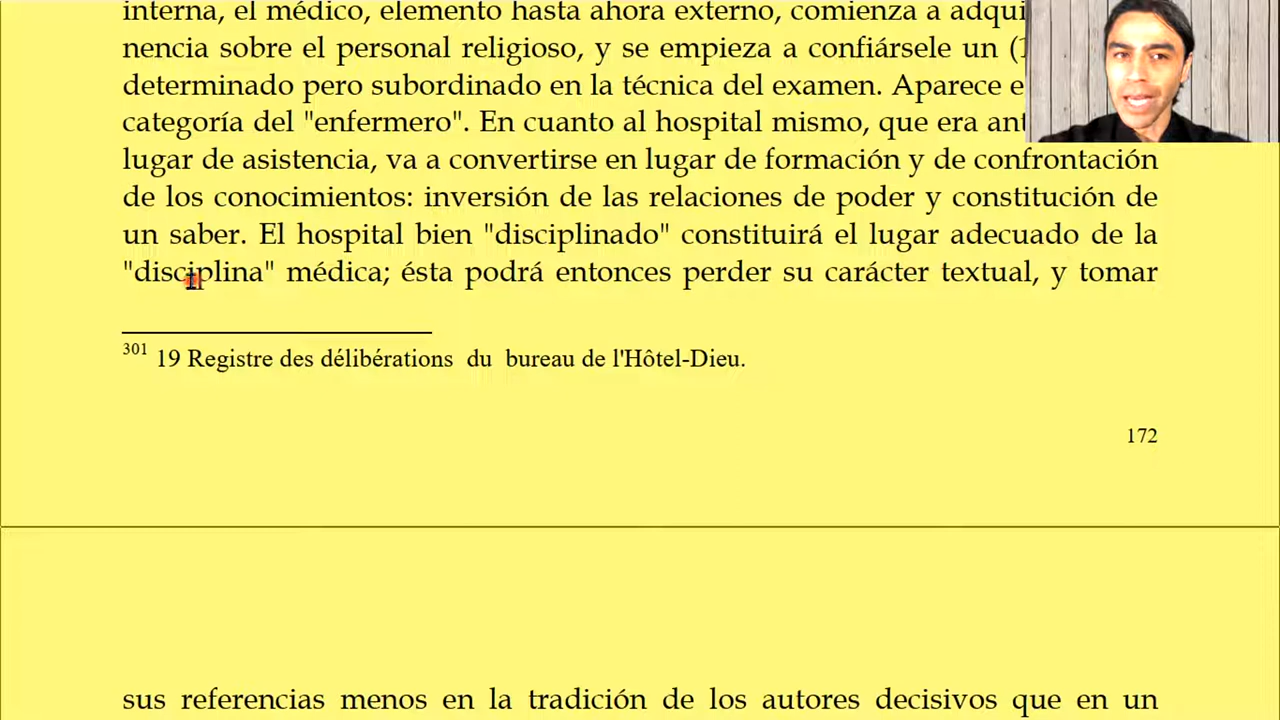 interna, el médico, elemento hasta ahora externo, comienza a adqui
nencia sobre el personal religioso, y se empieza a confiársele un
determinado pero subordinado en la técnica del examen. Aparece e
categoría del "enfermero". En cuanto al hospital mismo, que era ant
lugar de asistencia, va a convertirse en lugar de formación y de confrontación
de los conocimientos: inversión de las relaciones de poder y constitución de
un saber. El hospital bien "disciplinado" constituirá el lugar adecuado de la
"disciplina" médica; ésta podrá entonces perder su carácter textual, y tomar
301 19 Registre des délibérations du bureau de l'Hôtel-Dieu.
172
sus referencias menos en la tradición de los autores decisivos que en un